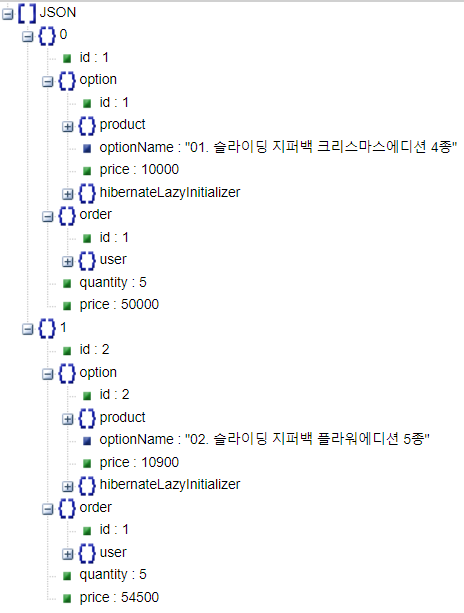 JSON
0
id : 1
option
id : 1
product
optionName : "01. 슬라이딩 지퍼백 크리스마스에디션 4종"
price : 10000
hibernateLazyInitializer
order
id : 1
user
quantity : 5
price : 50000
1
id : 2
option
id : 2
product
optionName : "02. 슬라이딩 지퍼백 플라워에디션 5종"
price : 10900
hibernateLazyInitializer
order
id : 1
user
quantity : 5
price : 54500